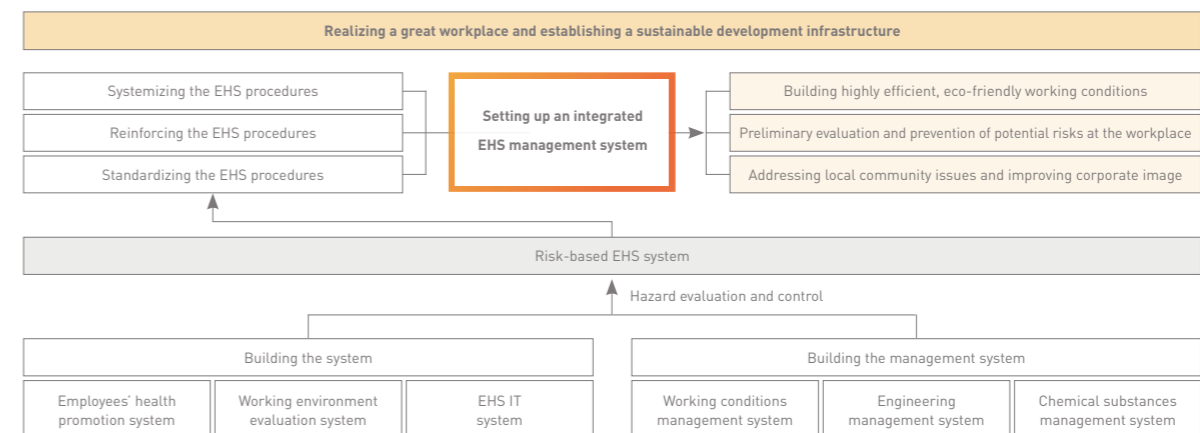 Realizing a great workplace and establishing a sustainable development infrastructure
Systemizing the EHS procedures
Reinforcing the EHS procedures
Standardizing the EHS procedures
Setting up an integrated
EHS management system
Building highly efficient, eco-friendly working conditions
Preliminary evaluation and prevention of potential risks at the workplace
Addressing local community issues and improving corporate image
Risk-based EHS system
Hazard evaluation and control
Building the system
Employees’ health
promotion system
Working environment
evaluation system
EHS IT
system
Building the management system
Working conditions
management system
Engineering
management system
Chemical substances
management system